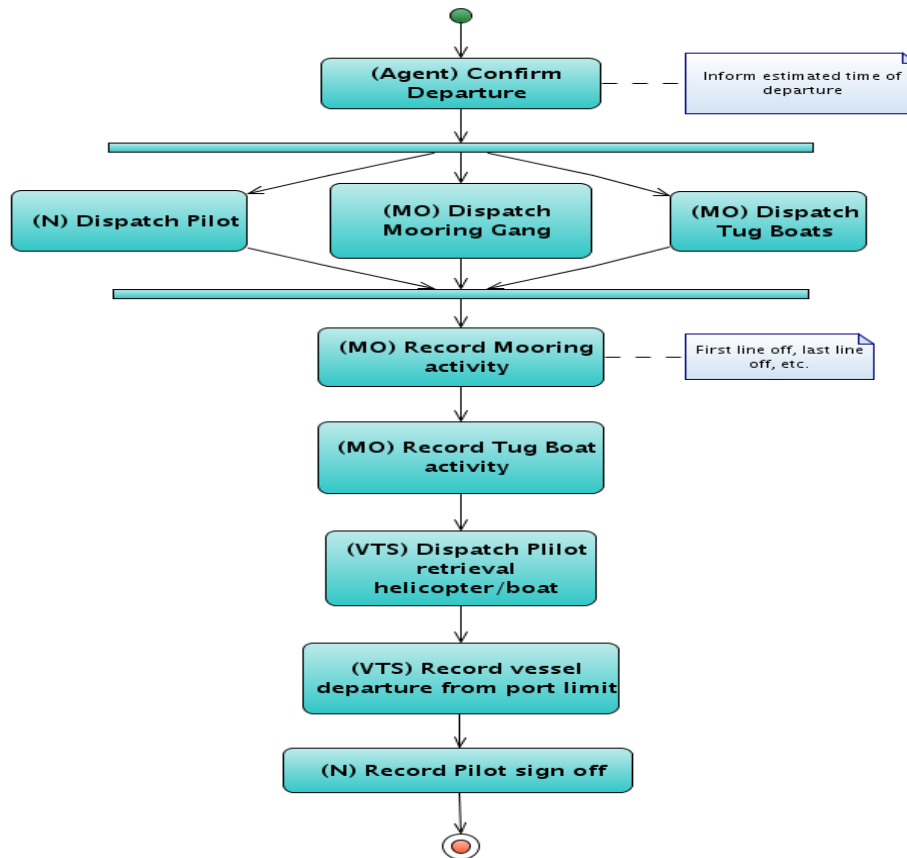 (Agent) Confirm
Departure
Inform estimated time of
departure
(N) Dispatch Pilot
(MO) Dispatch
Mooring Gang
(MO) Dispatch
Tug Boats
(MO) Record Mooring
activity
First line off, last line
off, etc.
(MO) Record Tug Boat
activity
(VTS) Dispatch Plilot
retrieval
helicopter/boat
(VTS) Record vessel
departure from port limit
(N) Record Pilot sign off